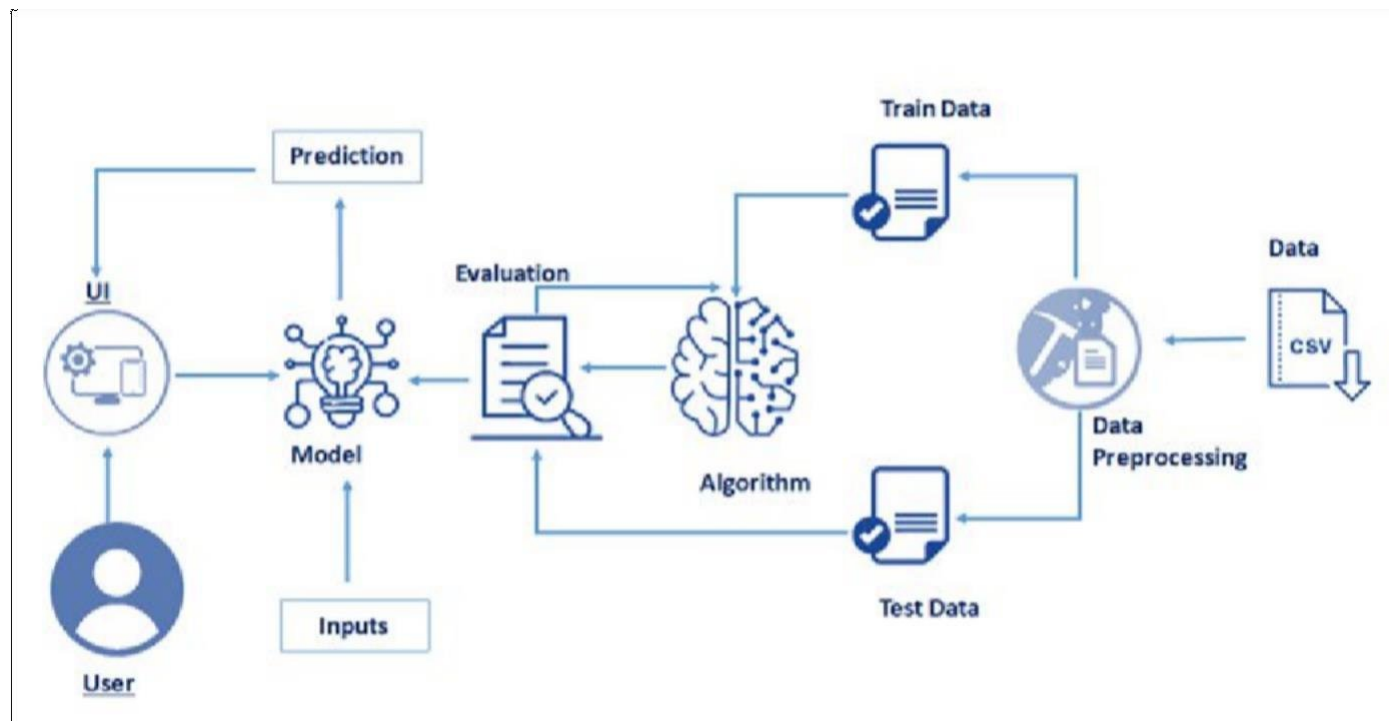 Train Data
Prediction
Data
Evaluation
UI
CSV
Data
Preprocessing
Model
Algorithm
Test Data
Inputs
User